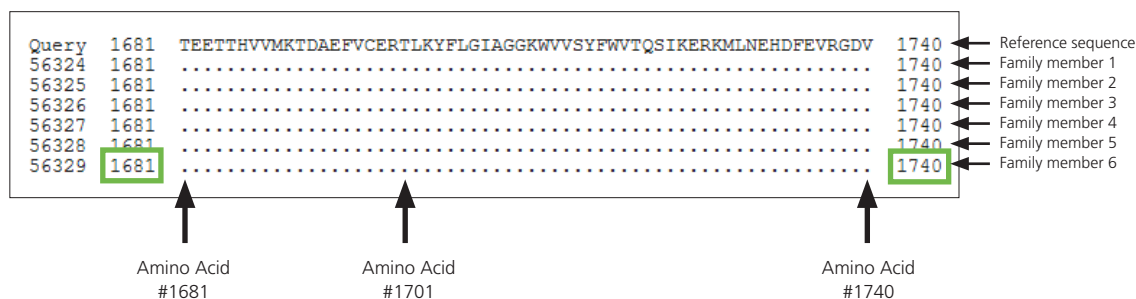 Query 1681 TEETTHVVMKTDAEFVCERTLKYFLGIAGGKWVVSYFWVTQSIKERKMLNEHDFEVRGDV 1740 Reference sequence
56324 1681 ............................................................ 1740 Family member 1
56325 1681 ............................................................ 1740 Family member 2
56326 1681 ............................................................ 1740 Family member 3
56327 1681 ............................................................ 1740 Family member 4
56328 1681 ............................................................ 1740 Family member 5
56329 1681 ............................................................ 1740 Family member 6
Amino Acid Amino Acid Amino Acid
#1681 #1701 #1740